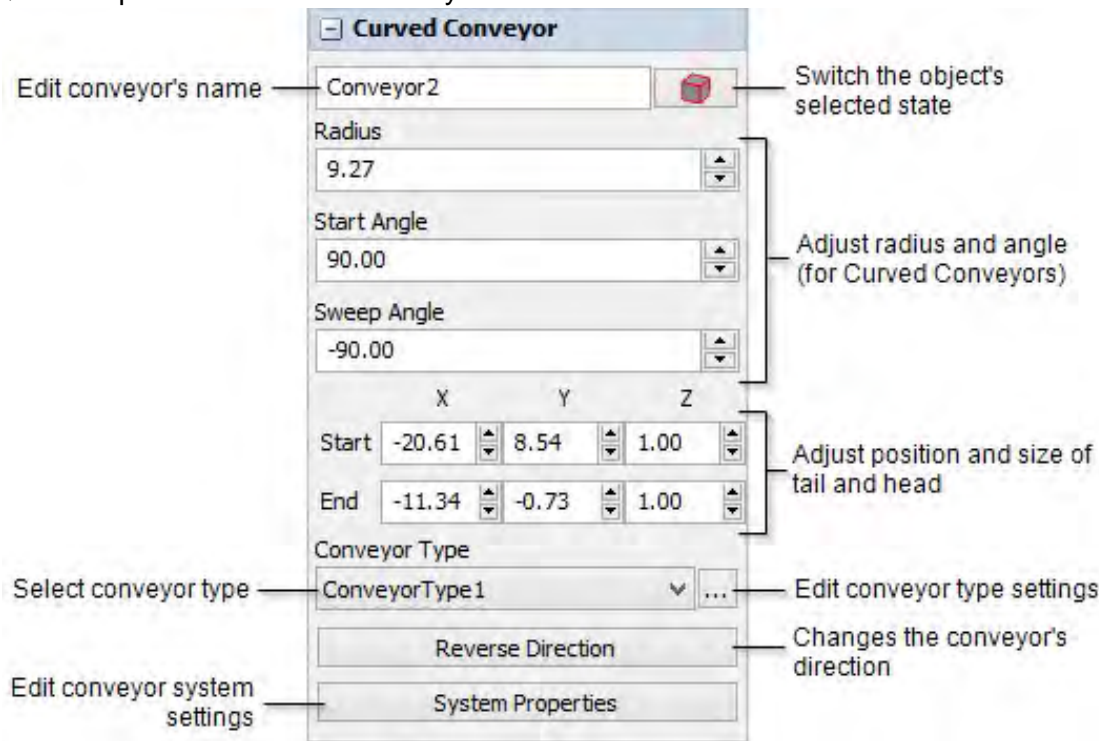 Curved Conveyor
Edit conveyor's name
Conveyor2
Switch the object's
selected state
Radius
9.27
Start Angle
90.00
Adjust radius and angle
(for Curved Conveyors)
Sweep Angle
-90.00
X Y Z
Start -20.61 8.54 1.00
End -11.34 -0.73 1.00
Adjust position and size of
tail and head
Conveyor Type
Select conveyor type
ConveyorType1
...
Edit conveyor type settings
Reverse Direction
Changes the conveyor's
direction
Edit conveyor system
settings
System Properties